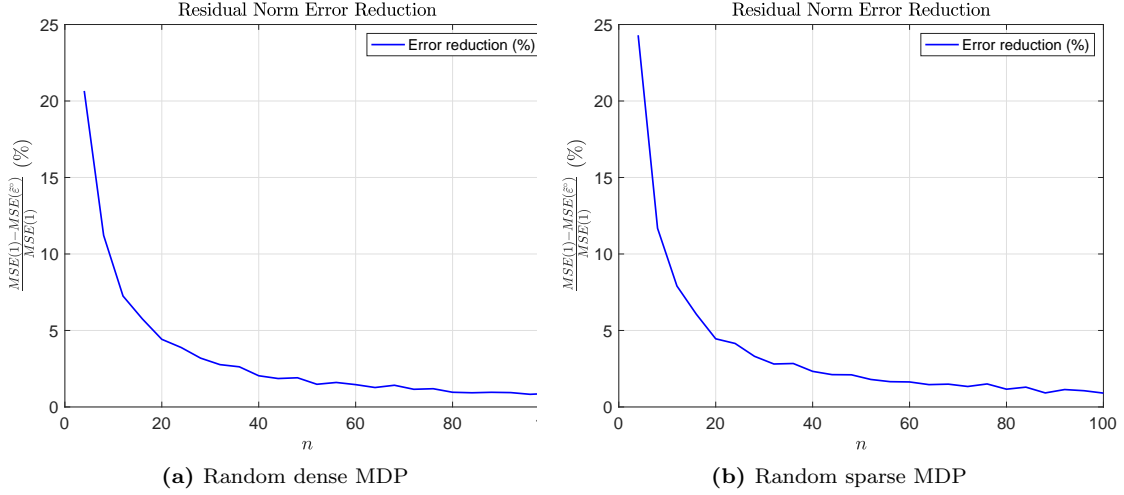 Residual Norm Error Reduction
25
20
15
10
5
0
0 20 40 60 80
Error reduction (%)
MSE(1)−MSE(ε̃°)
MSE(1)
(%)
n
(a) Random dense MDP
Residual Norm Error Reduction
25
20
15
10
5
0
0 20 40 60 80 100
Error reduction (%)
MSE(1)−MSE(ε̃°)
MSE(1)
(%)
n
(b) Random sparse MDP